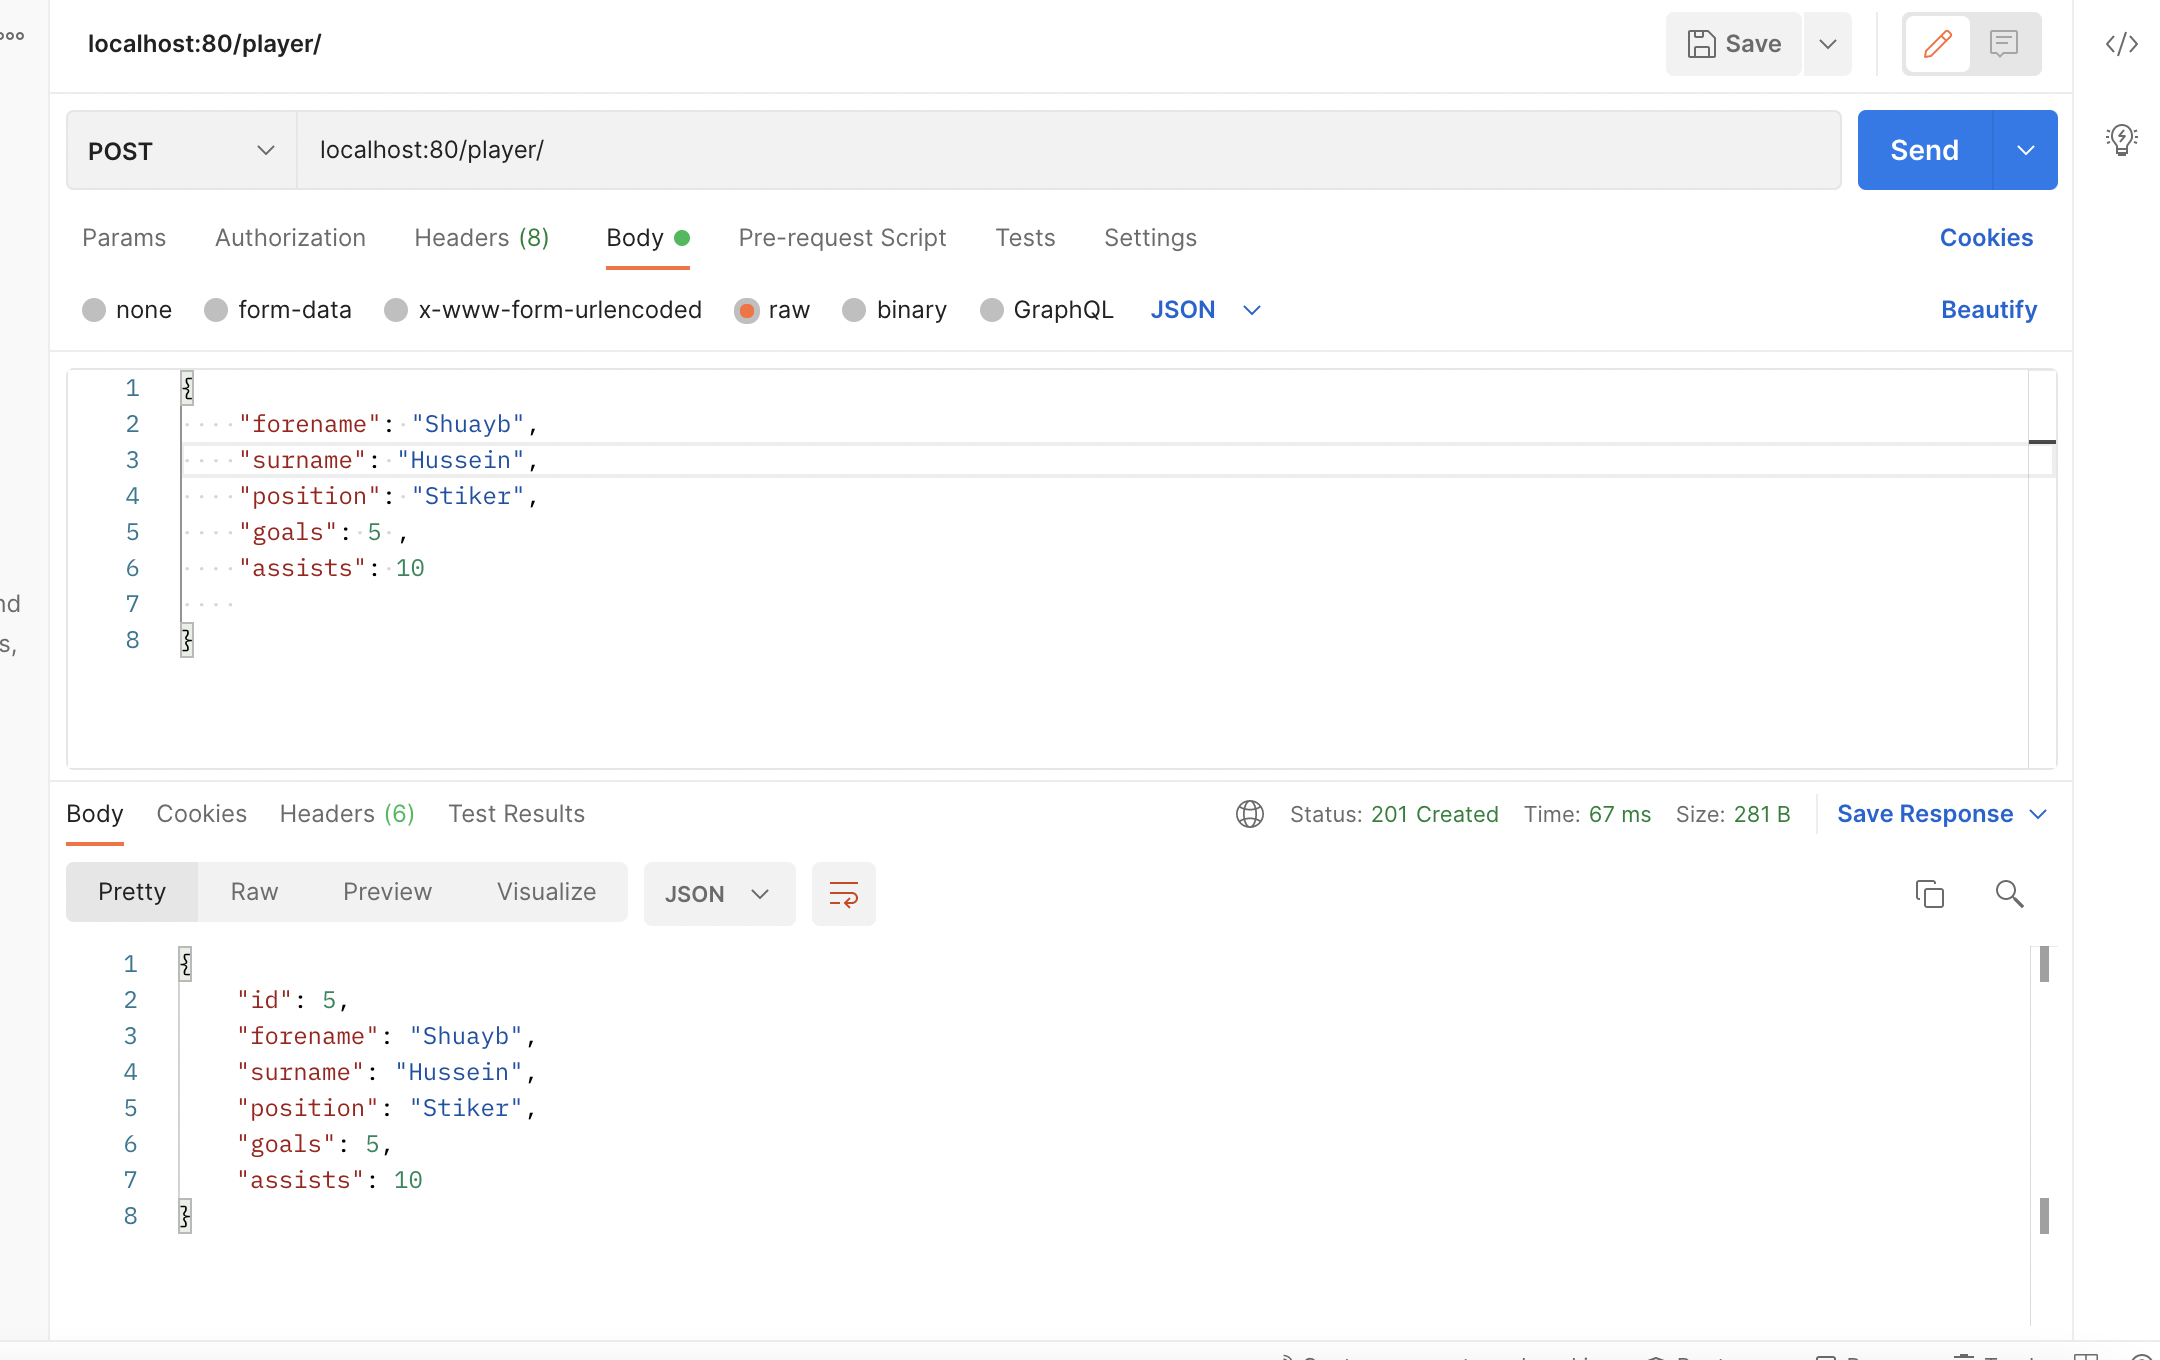 localhost:80/player/
Save
POST
localhost:80/player/
Send
Params Authorization Headers (8) Body Pre-request Script Tests Settings Cookies
none form-data x-www-form-urlencoded raw binary GraphQL JSON Beautify
1 {
2 "forename": "Shuayb",
3 "surname": "Hussein",
4 "position": "Stiker",
5 "goals": 5 ,
6 "assists": 10
7
8 }
Body Cookies Headers (6) Test Results Status: 201 Created Time: 67 ms Size: 281 B Save Response
Pretty Raw Preview Visualize JSON
1 {
2 "id": 5,
3 "forename": "Shuayb",
4 "surname": "Hussein",
5 "position": "Stiker",
6 "goals": 5,
7 "assists": 10
8 }